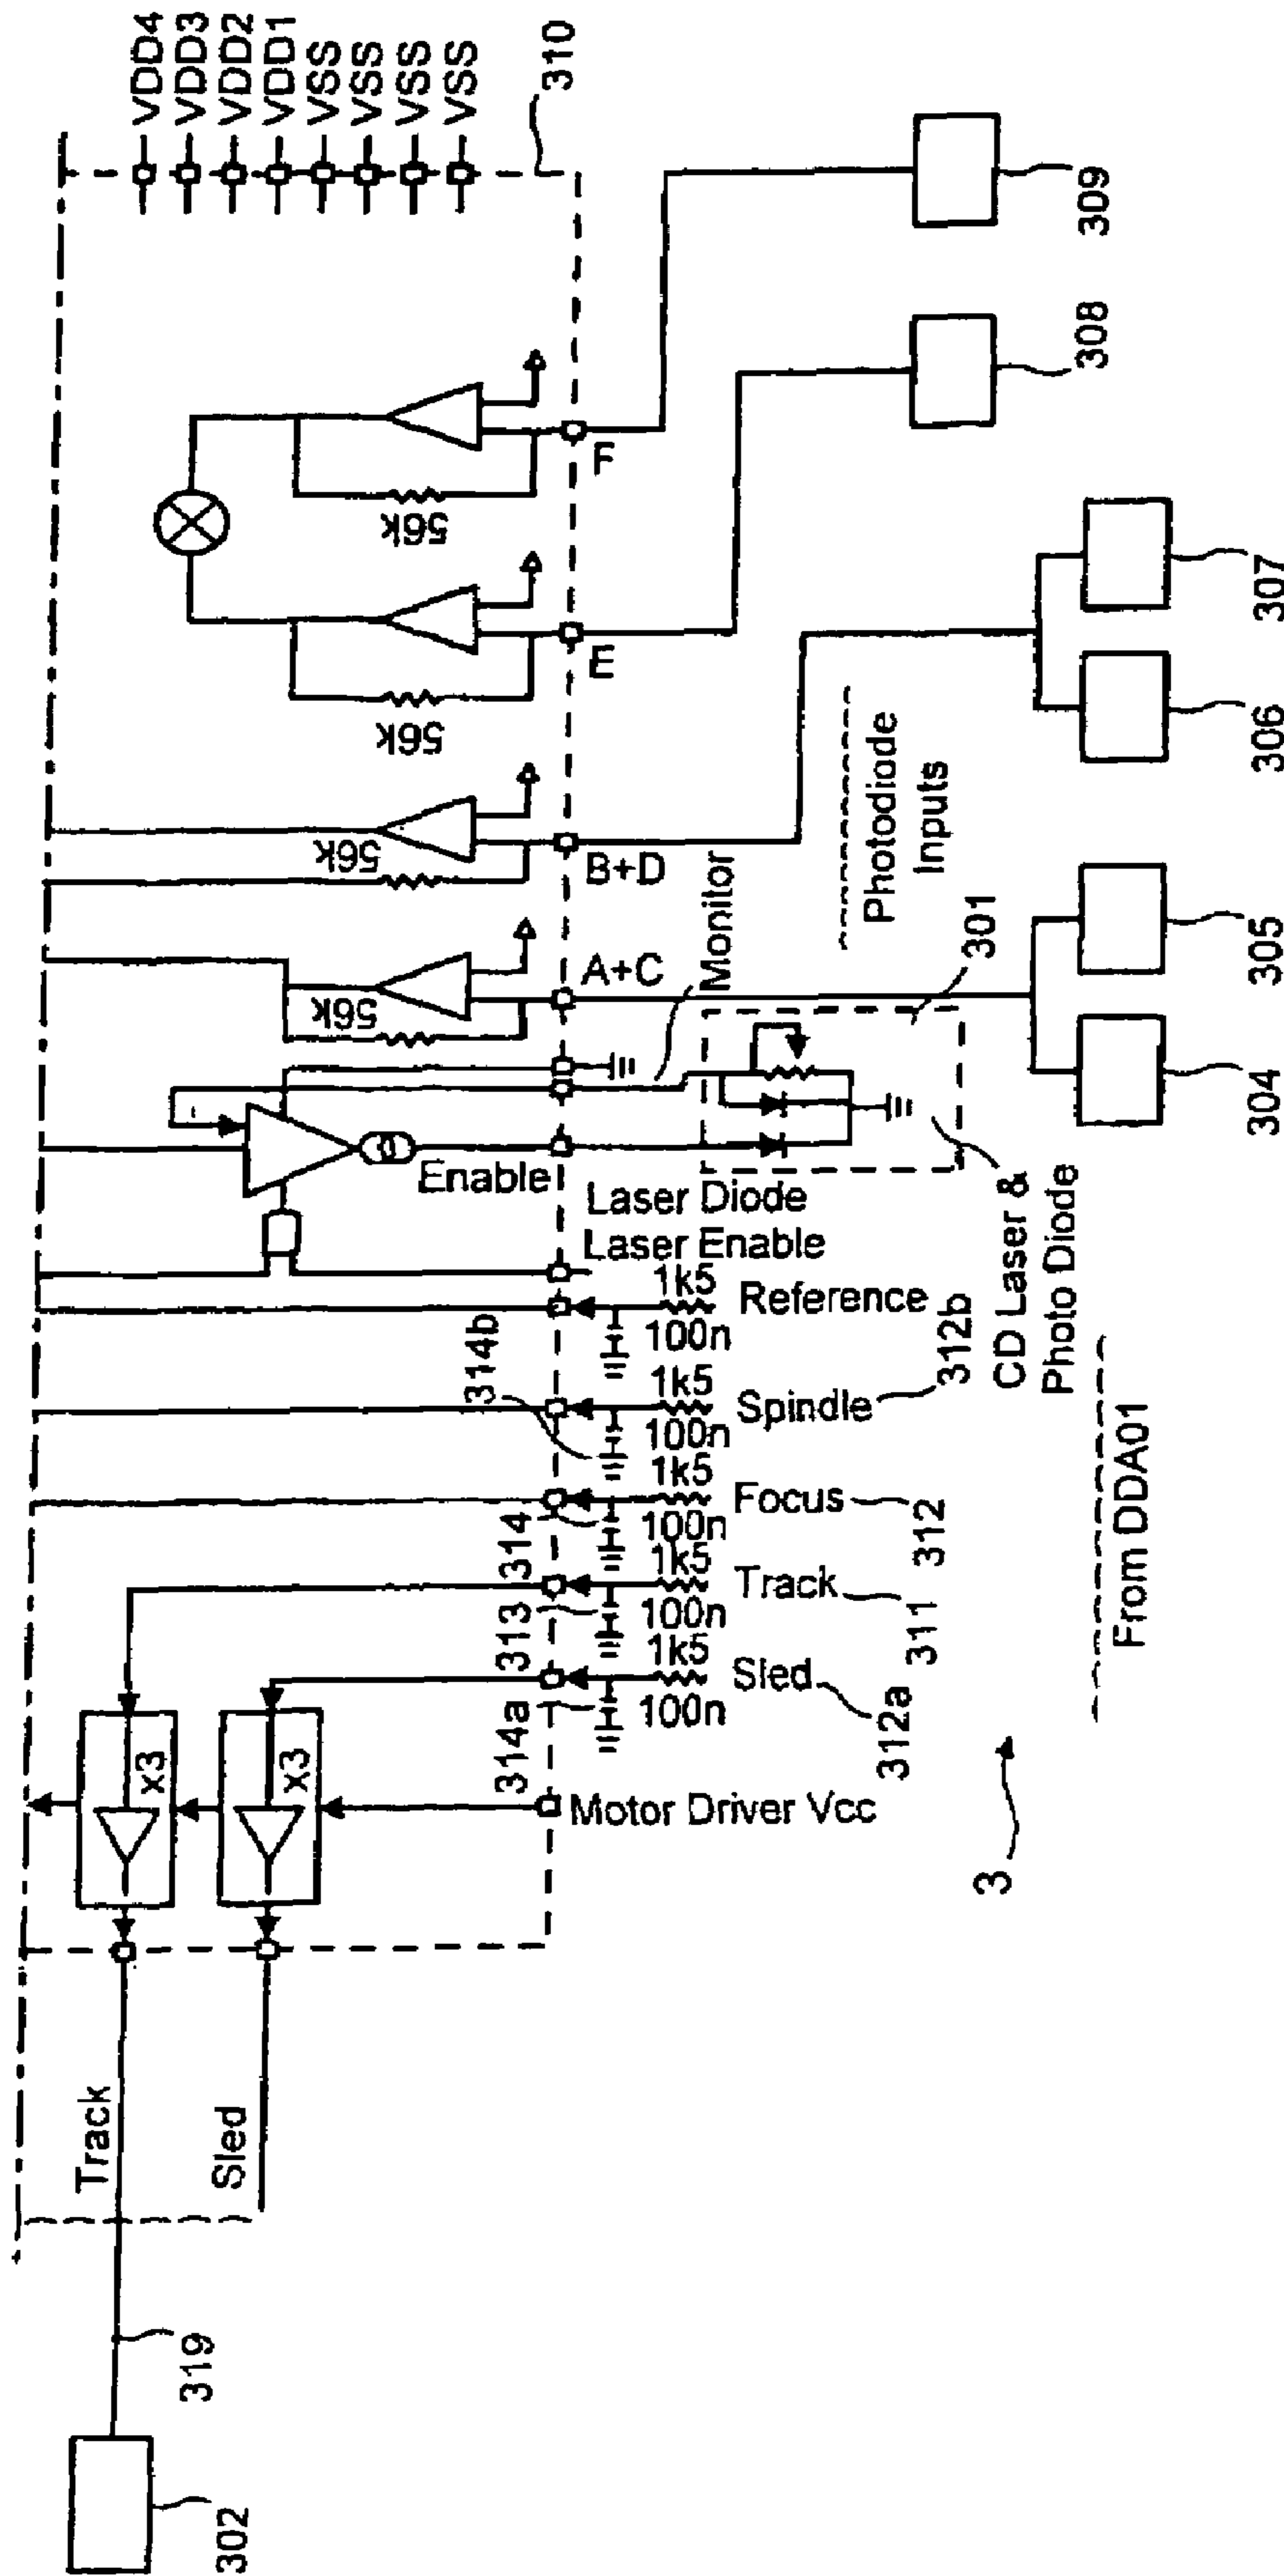 VDD4
VDD3
VDD2
VDD1
VSS
VSS
VSS
VSS
310
56k
56k
56k
56k
F
E
B+D
A+C
Monitor
Photodiode
Inputs
301
309
308
307
306
305
304
Enable
Laser Diode
Laser Enable
CD Laser &
Photo Diode
1k5
100n
Reference
314b
1k5
100n
Spindle
312b
314
1k5
100n
Focus
312
313
1k5
100n
Track
311
314a
1k5
100n
Sled
312a
Motor Driver Vcc
From DDA01
3
x3
x3
Track
Sled
319
302